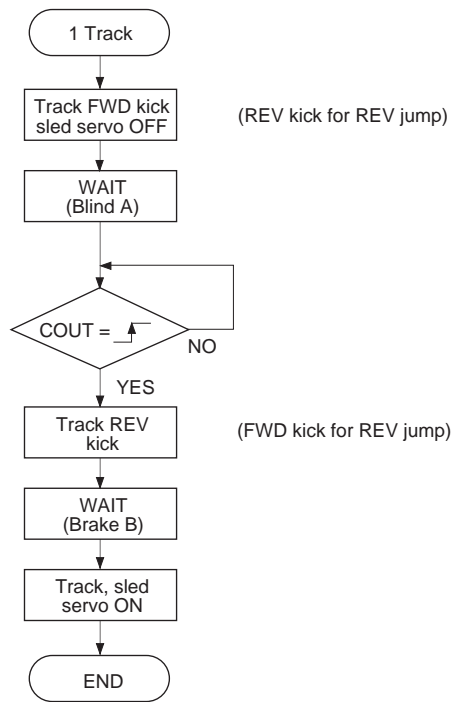 1 Track
Track FWD kick
sled servo OFF
(REV kick for REV jump)
WAIT
(Blind A)
COUT =
NO
YES
Track REV
kick
(FWD kick for REV jump)
WAIT
(Brake B)
Track, sled
servo ON
END